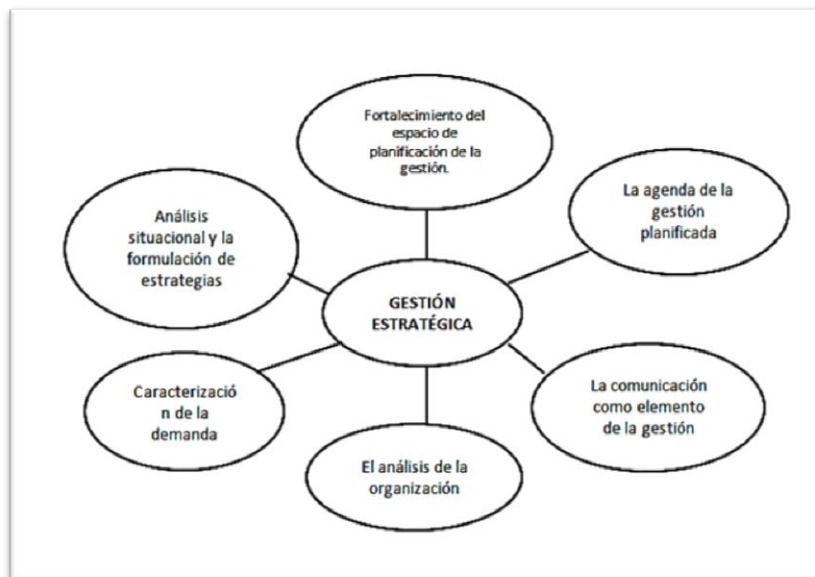 Fortalecimiento del
espacio de
planificación de la
gestión.
La agenda de la
gestión
planificada
Análisis
situacional y la
formulación de
estrategias
GESTIÓN
ESTRATÉGICA
Caracterizació
n de la
demanda
La comunicación
como elemento
de la gestión
El análisis de la
organización